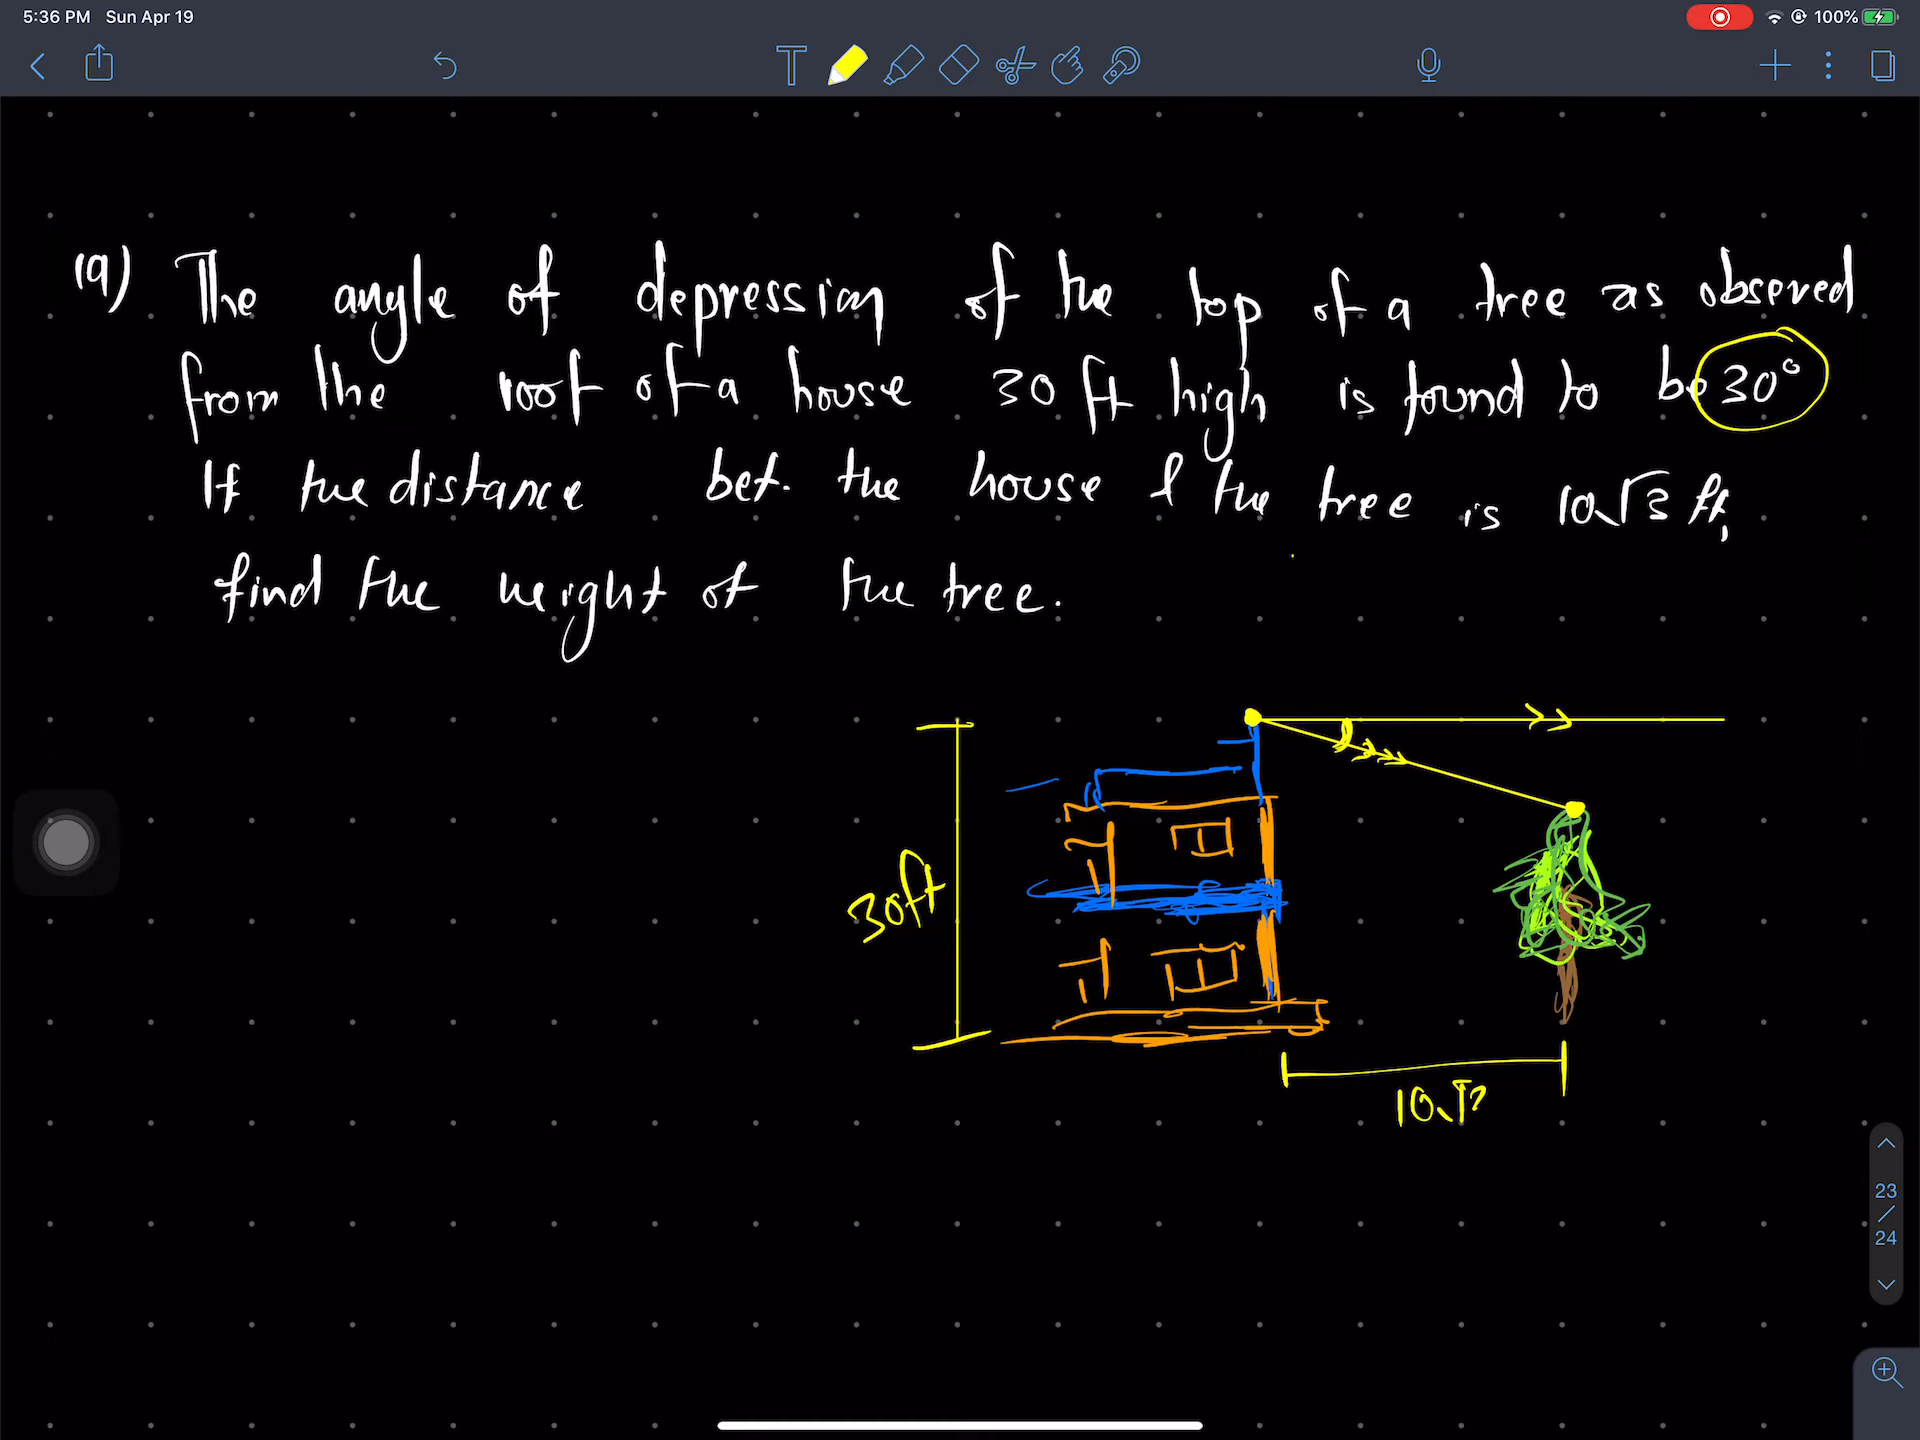 5:36 PM Sun Apr 19
100%
19) The angle of depression of the top of a tree as observed
from the roof of a house 30 ft high is found to be 30°
If the distance bet. the house & the tree is 10√3 ft,
find the height of the tree.
30ft
10√3
23
/
24